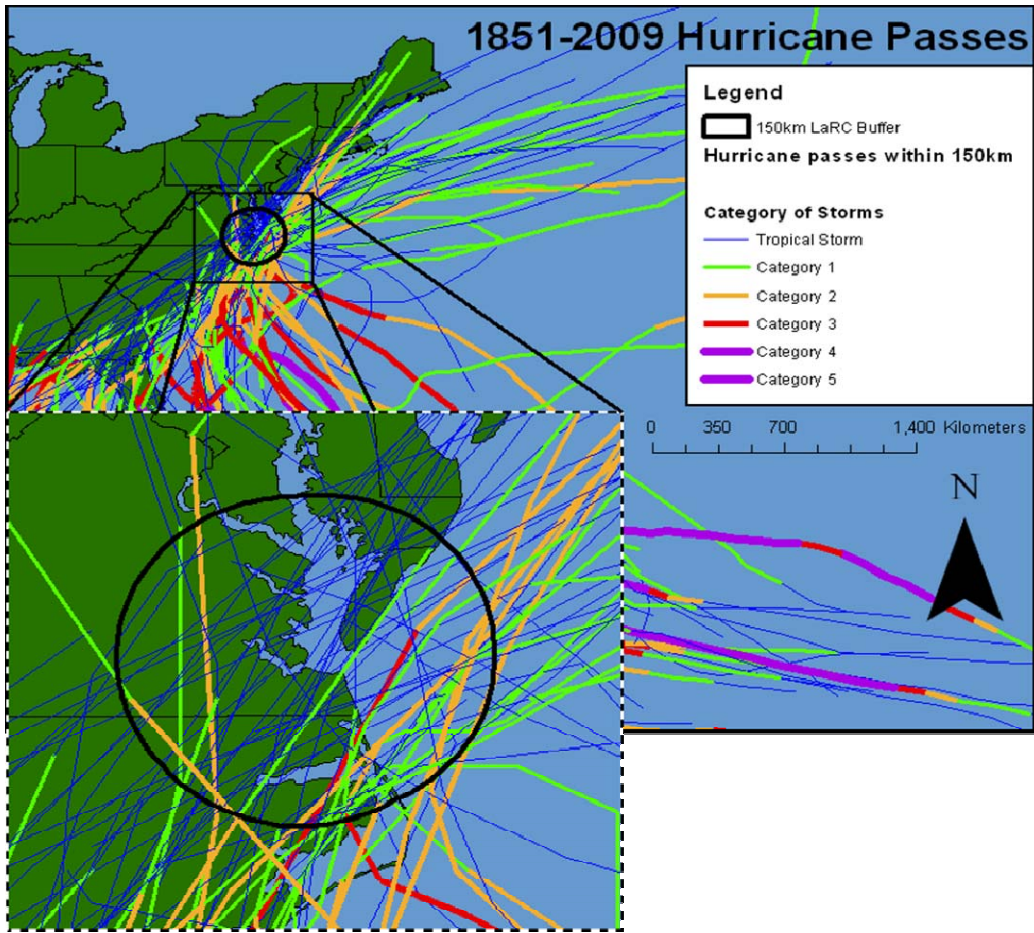 1851-2009 Hurricane Passes
Legend
150km LaRC Buffer
Hurricane passes within 150km
Category of Storms
Tropical Storm
Category 1
Category 2
Category 3
Category 4
Category 5
0 350 700 1,400 Kilometers
N